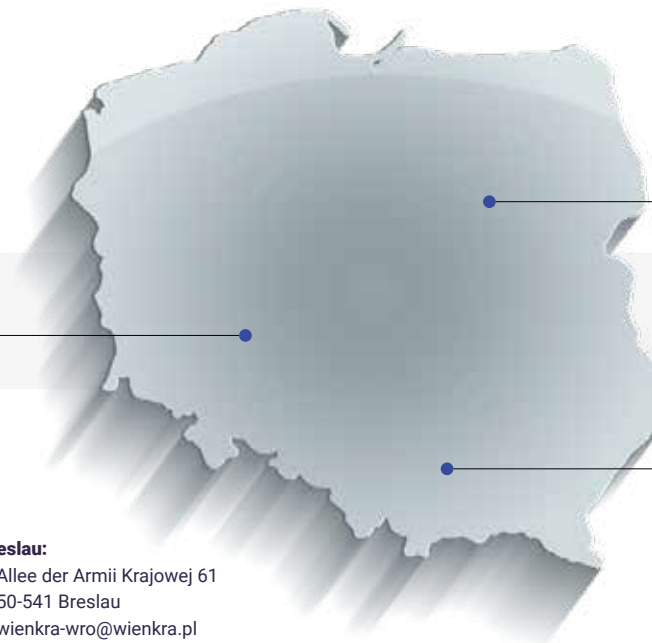 eslau:
Allee der Armii Krajowej 61
50-541 Breslau
wienkra-wro@wienkra.pl